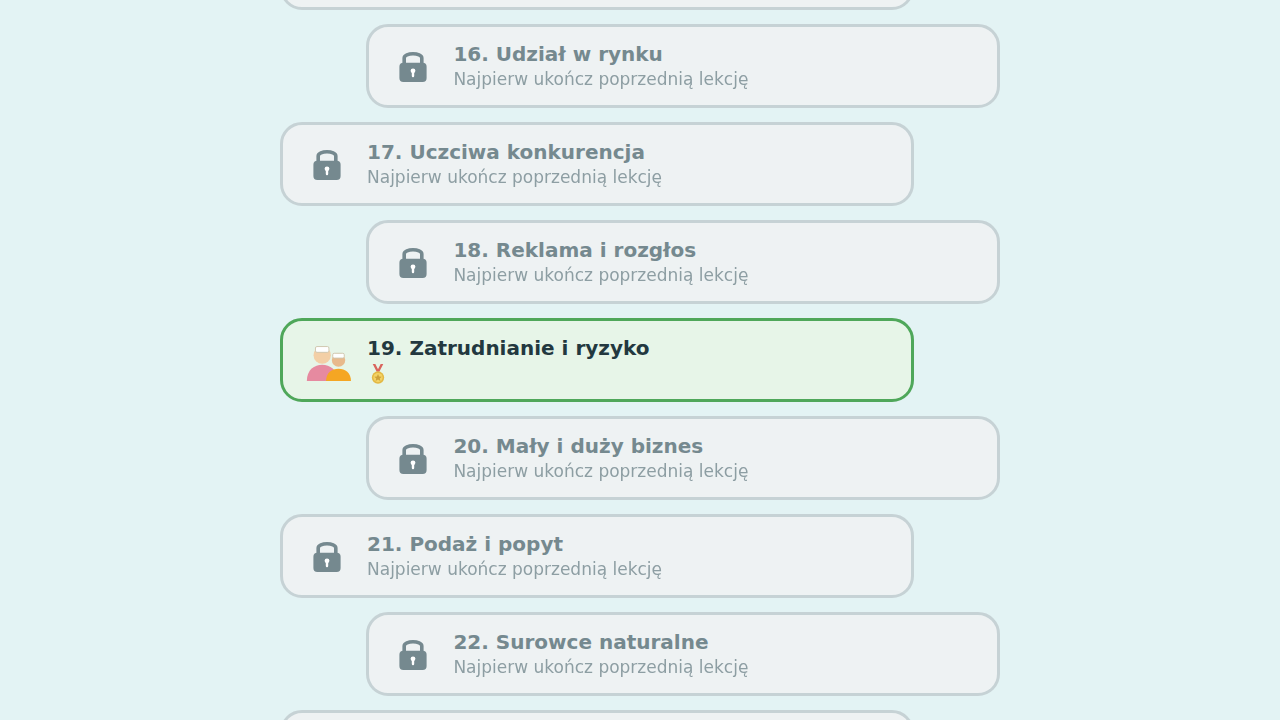 16. Udział w rynku
Najpierw ukończ poprzednią lekcję
17. Uczciwa konkurencja
Najpierw ukończ poprzednią lekcję
18. Reklama i rozgłos
Najpierw ukończ poprzednią lekcję
19. Zatrudnianie i ryzyko
20. Mały i duży biznes
Najpierw ukończ poprzednią lekcję
21. Podaż i popyt
Najpierw ukończ poprzednią lekcję
22. Surowce naturalne
Najpierw ukończ poprzednią lekcję